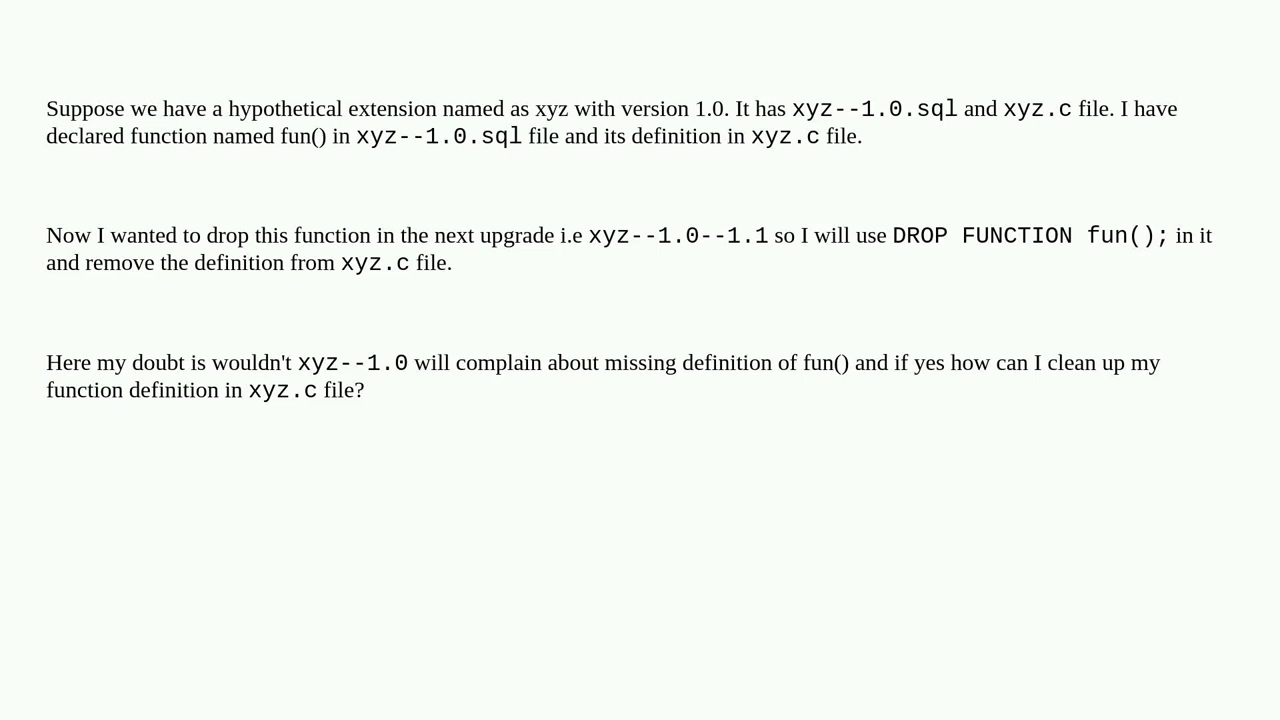 Suppose we have a hypothetical extension named as xyz with version 1.0. It has xyz--1.0.sql and xyz.c file. I have
declared function named fun() in xyz--1.0.sql file and its definition in xyz.c file.
Now I wanted to drop this function in the next upgrade i.e xyz--1.0--1.1 so I will use DROP FUNCTION fun(); in it
and remove the definition from xyz.c file.
Here my doubt is wouldn't xyz--1.0 will complain about missing definition of fun() and if yes how can I clean up my
function definition in xyz.c file?